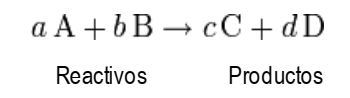 a A + b B → c C + d D
Reactivos Productos